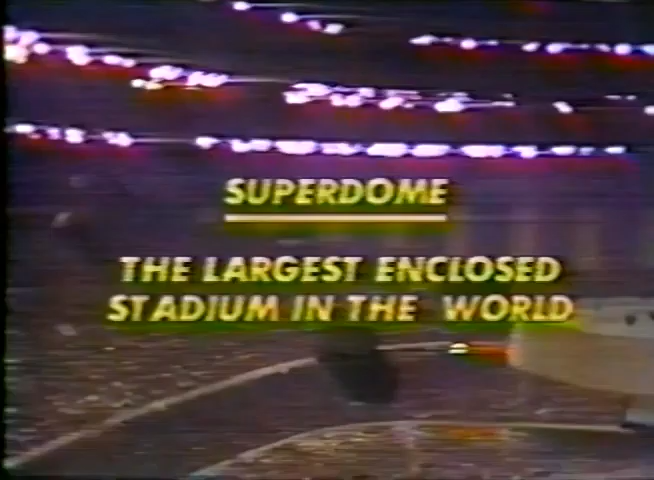 SUPERDOME
THE LARGEST ENCLOSED
STADIUM IN THE WORLD